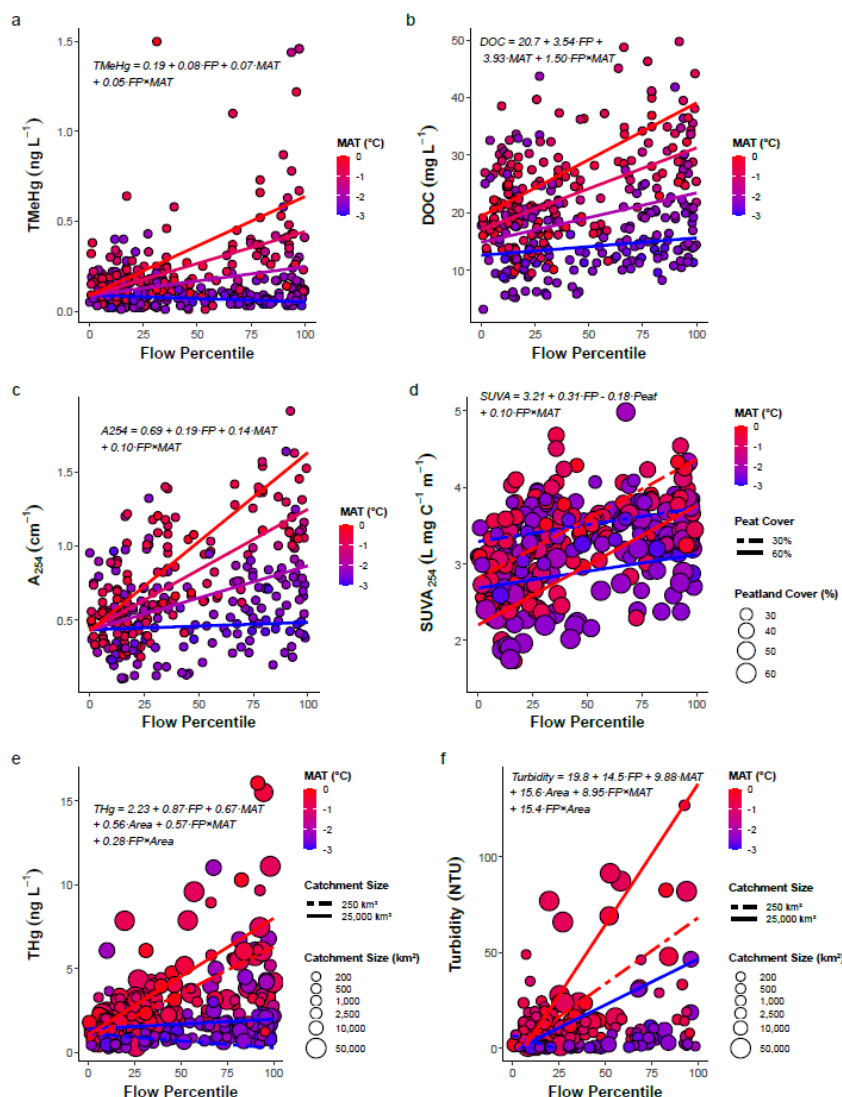 a
TMeHg = 0.19 + 0.08·FP + 0.07·MAT
+ 0.05·FP×MAT
1.5
1.0
0.5
0.0
TMeHg (ng L⁻¹)
0 25 50 75 100
Flow Percentile
MAT (°C)
0
-1
-2
-3
b
DOC = 20.7 + 3.54·FP +
3.93·MAT + 1.50·FP×MAT
50
40
30
20
10
DOC (mg L⁻¹)
0 25 50 75 100
Flow Percentile
MAT (°C)
0
-1
-2
-3
c
A254 = 0.69 + 0.19·FP + 0.14·MAT
+ 0.10·FP×MAT
1.5
1.0
0.5
A₂₅₄ (cm⁻¹)
0 25 50 75 100
Flow Percentile
MAT (°C)
0
-1
-2
-3
d
SUVA = 3.21 + 0.31·FP - 0.18·Peat
+ 0.10·FP×MAT
5
4
3
2
SUVA₂₅₄ (L mg C⁻¹ m⁻¹)
0 25 50 75 100
Flow Percentile
MAT (°C)
0
-1
-2
-3
Peat Cover
30%
60%
Peatland Cover (%)
30
40
50
60
e
THg = 2.23 + 0.87·FP + 0.67·MAT
+ 0.56·Area + 0.57·FP×MAT
+ 0.28·FP×Area
15
10
5
0
THg (ng L⁻¹)
0 25 50 75 100
Flow Percentile
MAT (°C)
0
-1
-2
-3
Catchment Size
250 km²
25,000 km²
Catchment Size (km²)
200
500
1,000
2,500
10,000
50,000
f
Turbidity = 19.8 + 14.5·FP + 9.88·MAT
+ 15.6·Area + 8.95·FP×MAT
+ 15.4·FP×Area
100
50
0
Turbidity (NTU)
0 25 50 75 100
Flow Percentile
MAT (°C)
0
-1
-2
-3
Catchment Size
250 km²
25,000 km²
Catchment Size (km²)
200
500
1,000
2,500
10,000
50,000